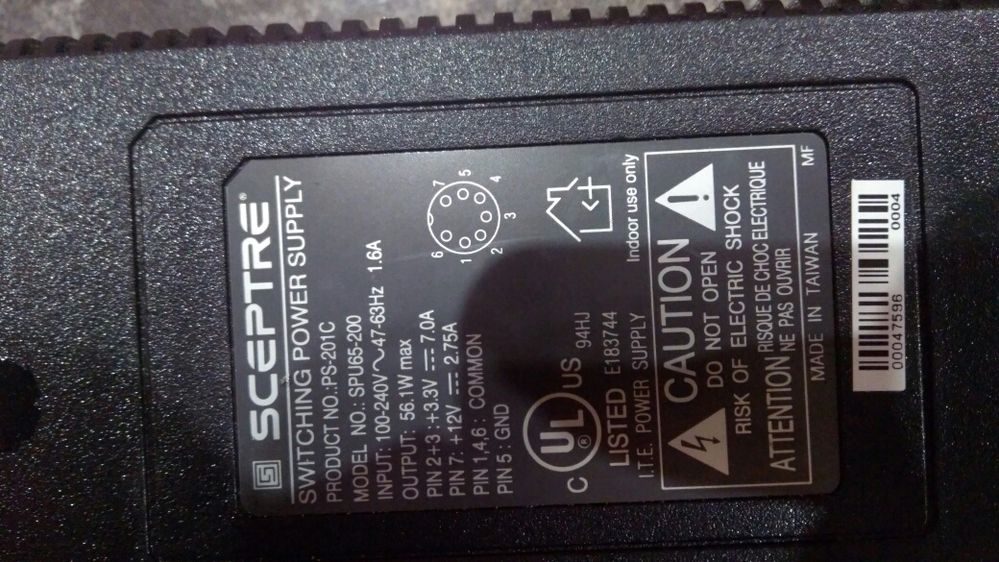 SCEPTRE®
SWITCHING POWER SUPPLY
PRODUCT NO.:PS-201C
MODEL NO.: SPU65-200
INPUT: 100-240V~47-63Hz 1.6A
OUTPUT: 56.1W max
PIN 2+3 :+3.3V ⎓ 7.0A
PIN 7: +12V ⎓ 2.75A
PIN 1,4,6 : COMMON
PIN 5 : GND
6 7
1 5
2 3 4
C UL ® US 94HJ
LISTED E183744
I.T.E. POWER SUPPLY
Indoor use only
CAUTION
DO NOT OPEN
RISK OF ELECTRIC SHOCK
ATTENTION RISQUE DE CHOC ELECTRIQUE
NE PAS OUVRIR
MADE IN TAIWAN
MF
00047596 0004